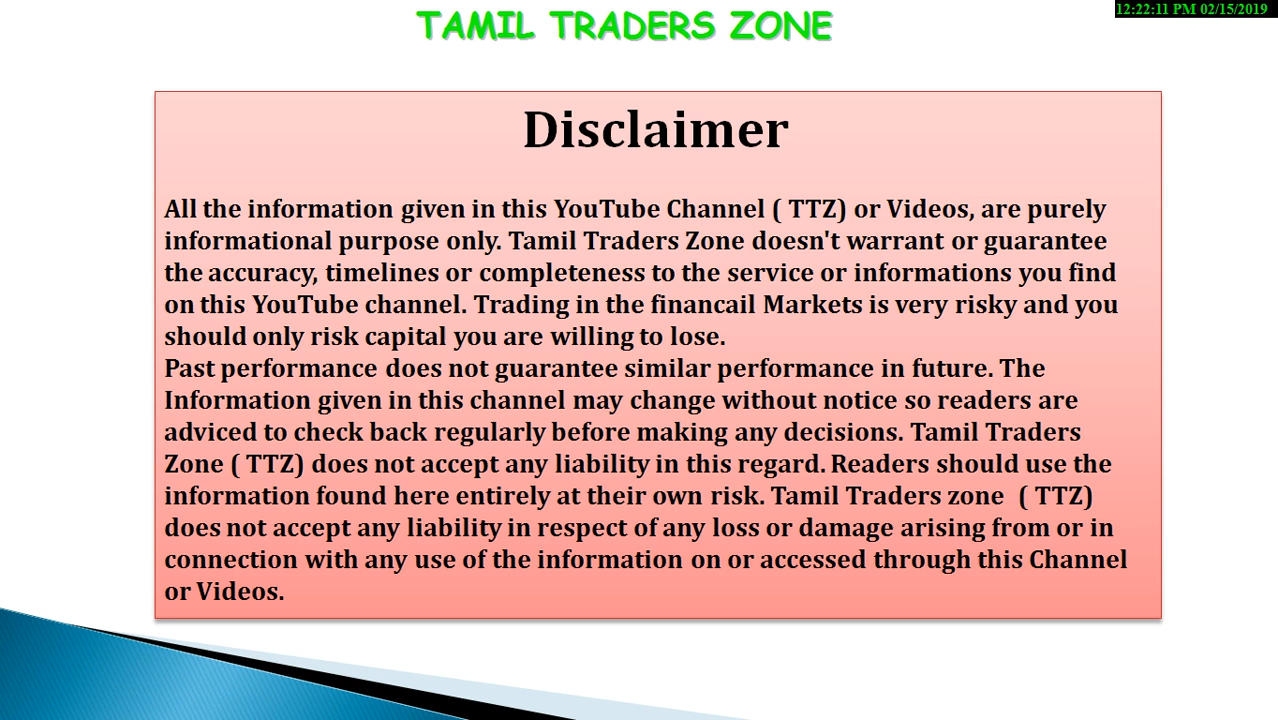 12:22:11 PM 02/15/2019
TAMIL TRADERS ZONE
Disclaimer
All the information given in this YouTube Channel ( TTZ) or Videos, are purely
informational purpose only. Tamil Traders Zone doesn't warrant or guarantee
the accuracy, timelines or completeness to the service or informations you find
on this YouTube channel. Trading in the financail Markets is very risky and you
should only risk capital you are willing to lose.
Past performance does not guarantee similar performance in future. The
Information given in this channel may change without notice so readers are
adviced to check back regularly before making any decisions. Tamil Traders
Zone ( TTZ) does not accept any liability in this regard. Readers should use the
information found here entirely at their own risk. Tamil Traders zone  ( TTZ)
does not accept any liability in respect of any loss or damage arising from or in
connection with any use of the information on or accessed through this Channel
or Videos.